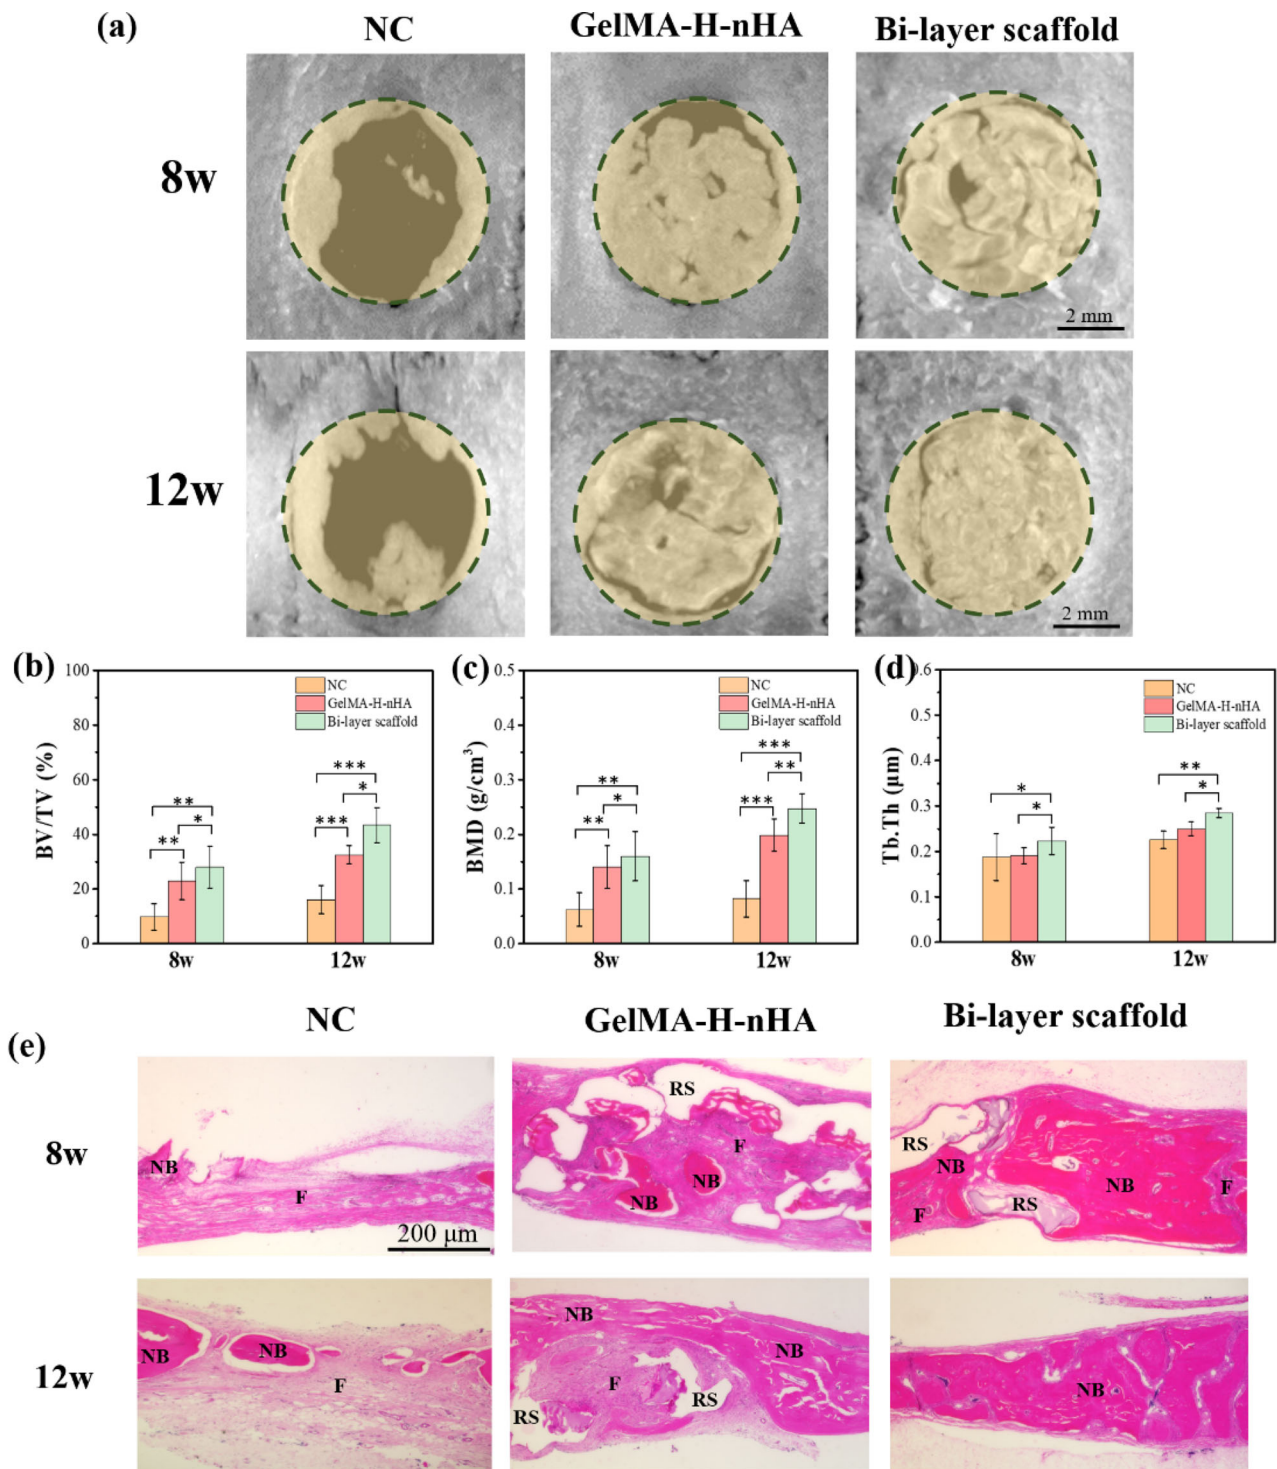 (a)
NC
GelMA-H-nHA
Bi-layer scaffold
8w
2 mm
12w
2 mm
(b)
100
80
60
40
20
0
BV/TV (%)
NC
GelMA-H-nHA
Bi-layer scaffold
** ** *
*** *** *
8w
12w
(c)
0.5
0.4
0.3
0.2
0.1
0.0
BMD (g/cm³)
NC
GelMA-H-nHA
Bi-layer scaffold
** ** *
*** *** **
8w
12w
(d)
0.6
0.5
0.4
0.3
0.2
0.1
0.0
Tb.Th (μm)
NC
GelMA-H-nHA
Bi-layer scaffold
* *
** *
8w
12w
(e)
NC
GelMA-H-nHA
Bi-layer scaffold
8w
NB
F
200 μm
RS
F
NB
NB
RS
NB
NB
F
RS
F
12w
NB
NB
F
NB
NB
F
RS
RS
NB